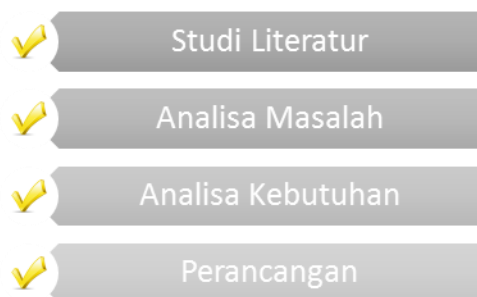 Studi Literatur
Analisa Masalah
Analisa Kebutuhan
Perancangan